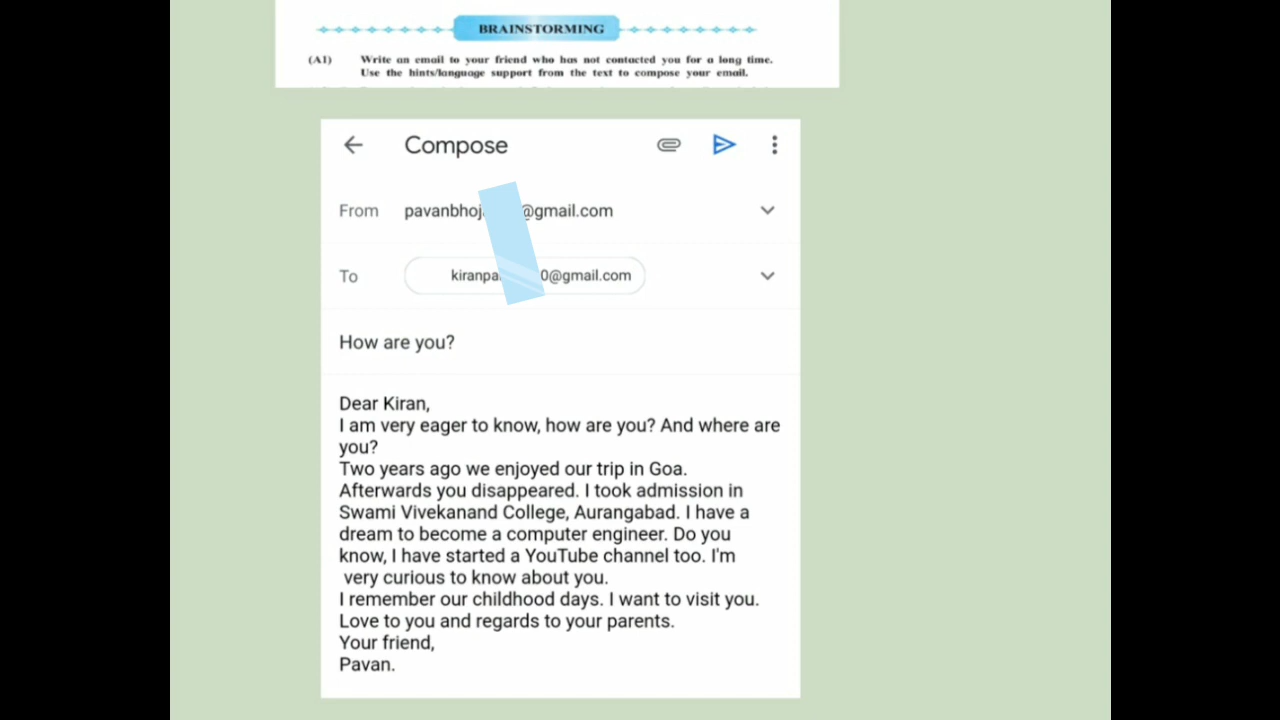 BRAINSTORMING
(A1) Write an email to your friend who has not contacted you for a long time.
Use the hints/language support from the text to compose your email.
Compose
From pavanbhoj @gmail.com
To kiranpa 0@gmail.com
How are you?
Dear Kiran,
I am very eager to know, how are you? And where are
you?
Two years ago we enjoyed our trip in Goa.
Afterwards you disappeared. I took admission in
Swami Vivekanand College, Aurangabad. I have a
dream to become a computer engineer. Do you
know, I have started a YouTube channel too. I'm
very curious to know about you.
I remember our childhood days. I want to visit you.
Love to you and regards to your parents.
Your friend,
Pavan.